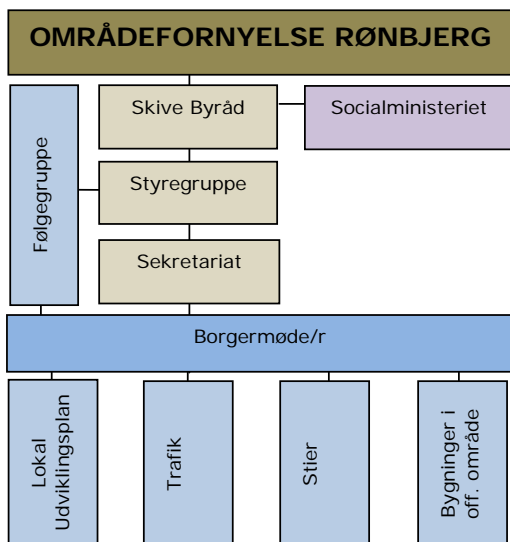 OMRÅDEFORNYELSE RØNBJERG
Skive Byråd
Socialministeriet
Følgegruppe
Styregruppe
Sekretariat
Borgermøde/r
Lokal
Udviklingsplan
Trafik
Stier
Bygninger i
off. område